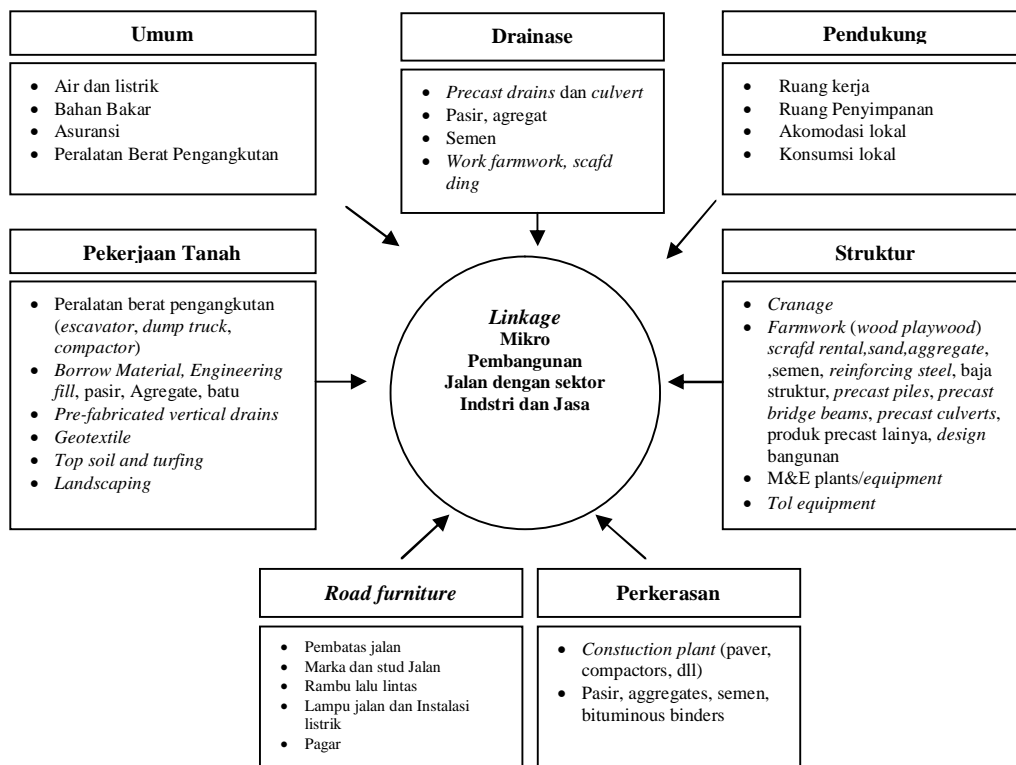 Umum
Air dan listrik
Bahan Bakar
Asuransi
Peralatan Berat Pengangkutan
Drainase
Precast drains dan culvert
Pasir, agregat
Semen
Work farmwork, scafd
ding
Pendukung
Ruang kerja
Ruang Penyimpanan
Akomodasi lokal
Konsumsi lokal
Pekerjaan Tanah
Peralatan berat pengangkutan
(escavator, dump truck,
compactor)
Borrow Material, Engineering
fill, pasir, Agregate, batu
Pre-fabricated vertical drains
Geotextile
Top soil and turfing
Landscaping
Linkage
Mikro
Pembangunan
Jalan dengan sektor
Indstri dan Jasa
Struktur
Cranage
Farmwork (wood playwood)
scrafd rental,sand,aggregate,
,semen, reinforcing steel, baja
struktur, precast piles, precast
bridge beams, precast culverts,
produk precast lainya, design
bangunan
M&E plants/equipment
Tol equipment
Road furniture
Pembatas jalan
Marka dan stud Jalan
Rambu lalu lintas
Lampu jalan dan Instalasi
listrik
Pagar
Perkerasan
Constuction plant (paver,
compactors, dll)
Pasir, aggregates, semen,
bituminous binders